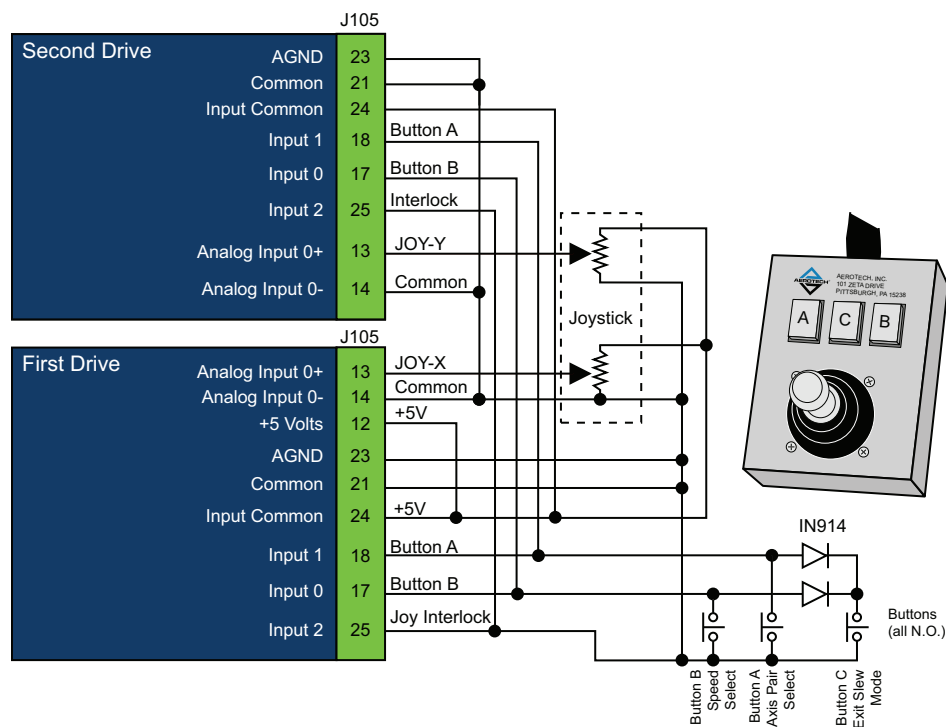 J105
Second Drive
AGND 23
Common 21
Input Common 24
Input 1 18 Button A
Input 0 17 Button B
Input 2 25 Interlock
Analog Input 0+ 13 JOY-Y
Analog Input 0- 14 Common
Joystick
J105
First Drive
Analog Input 0+ 13 JOY-X
Analog Input 0- 14 Common
+5 Volts 12 +5V
AGND 23
Common 21
Input Common 24 +5V
Input 1 18 Button A
Input 0 17 Button B
Input 2 25 Joy Interlock
AEROTECH
AEROTECH, INC.
101 ZETA DRIVE
PITTSBURGH, PA 15238
A C B
IN914
Buttons
(all N.O.)
Button B
Speed
Select
Button A
Axis Pair
Select
Button C
Exit Slew
Mode